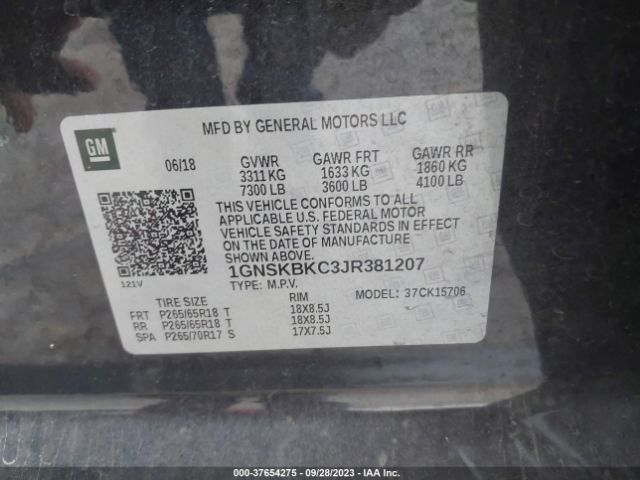 GM
MFD BY GENERAL MOTORS LLC
06/18 GVWR GAWR FRT GAWR RR
3311 KG 1633 KG 1860 KG
7300 LB 3600 LB 4100 LB
THIS VEHICLE CONFORMS TO ALL
APPLICABLE U.S. FEDERAL MOTOR
VEHICLE SAFETY STANDARDS IN EFFECT
ON THE DATE OF MANUFACTURE
SHOWN ABOVE.
1GNSKBKC3JR381207
121V
TYPE: M.P.V. MODEL: 37CK15706
TIRE SIZE RIM
FRT P265/65R18 T 18X8.5J
RR P265/65R18 T 18X8.5J
SPA P265/70R17 S 17X7.5J
000-37654275 - 09/28/2023 - IAA Inc.